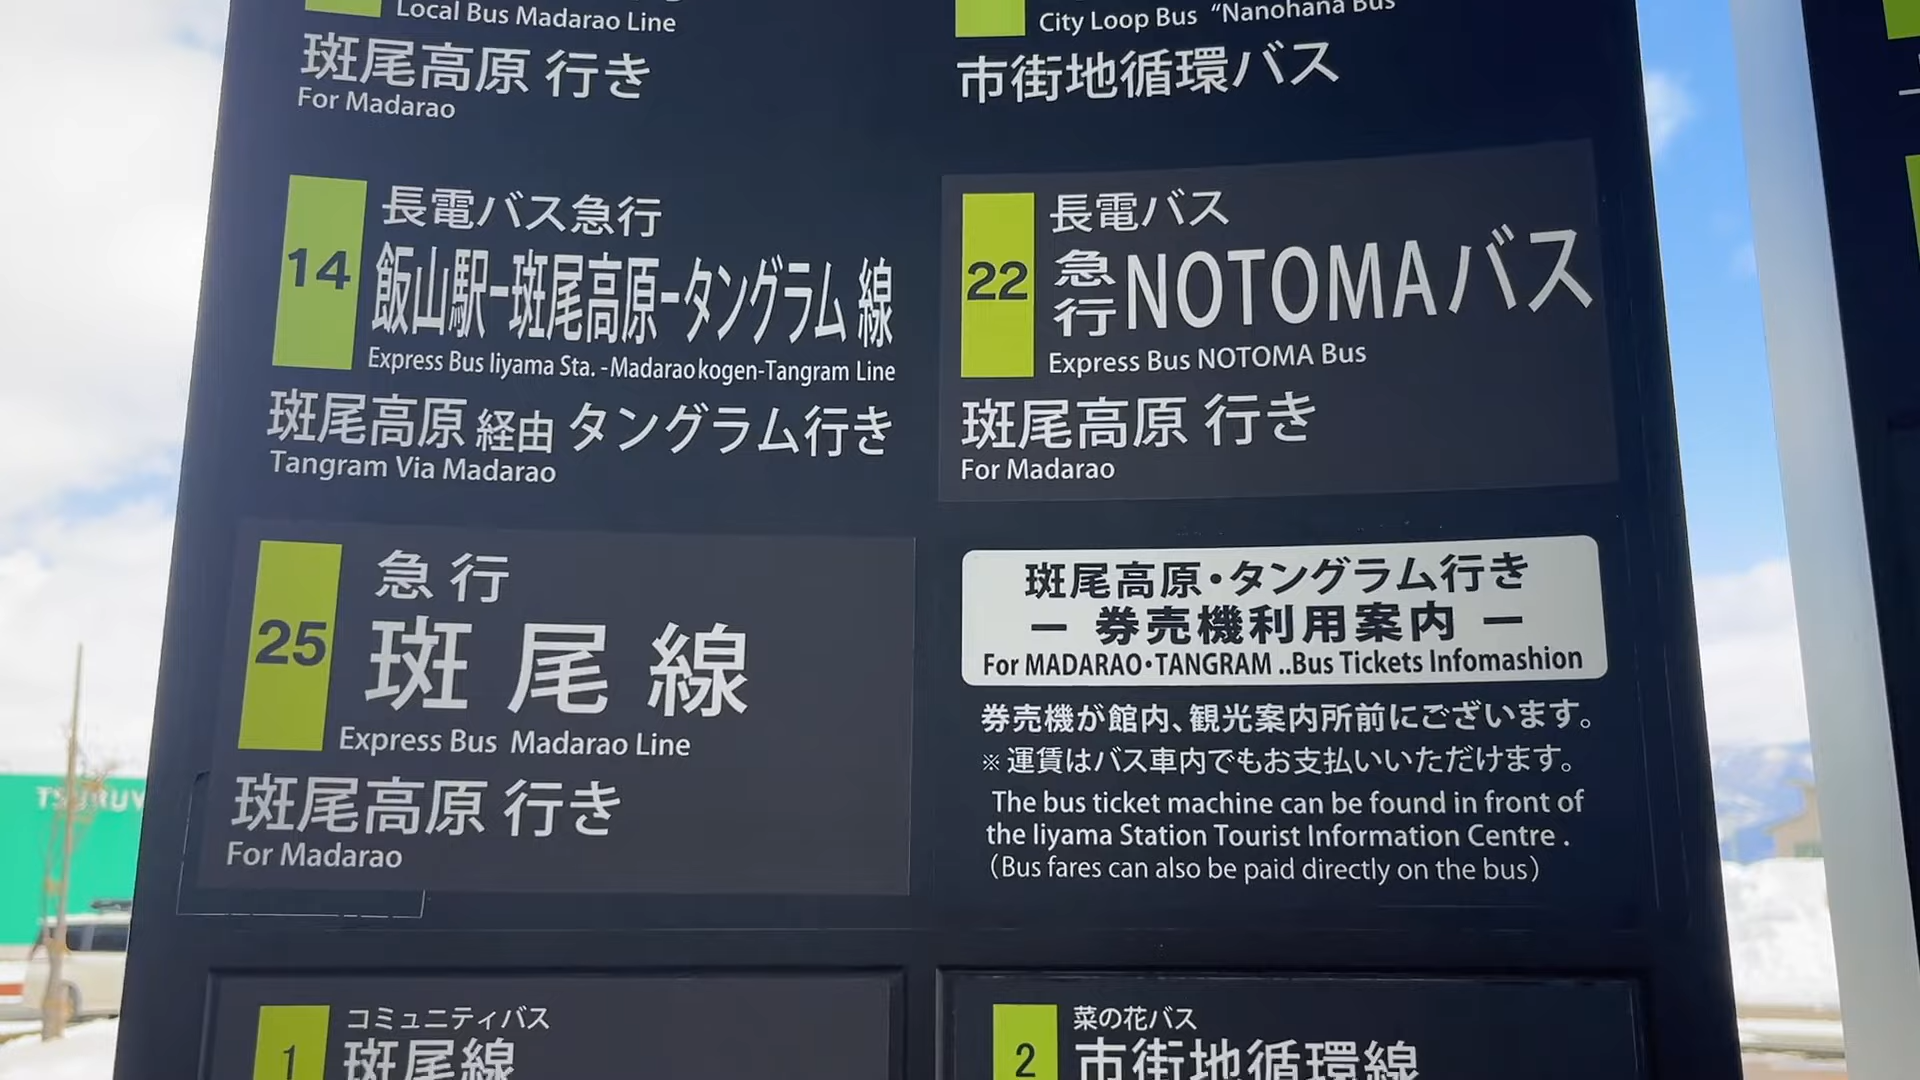 Local Bus Madarao Line
斑尾高原 行き
For Madarao
City Loop Bus “Nanohana Bus
市街地循環バス
14
長電バス急行
飯山駅-斑尾高原-タングラム 線
Express Bus Iiyama Sta. -Madarao kogen-Tangram Line
斑尾高原 経由 タングラム行き
Tangram Via Madarao
22
長電バス
急行 NOTOMAバス
Express Bus NOTOMA Bus
斑尾高原 行き
For Madarao
25
急行
斑尾線
Express Bus Madarao Line
斑尾高原 行き
For Madarao
斑尾高原・タングラム行き
ー 券売機利用案内 ー
For MADARAO・TANGRAM ..Bus Tickets Infomashion
券売機が館内、観光案内所前にございます。
※ 運賃はバス車内でもお支払いいただけます。
The bus ticket machine can be found in front of
the Iiyama Station Tourist Information Centre .
（Bus fares can also be paid directly on the bus）
1
コミュニティバス
斑尾線
2
菜の花バス
市街地循環線